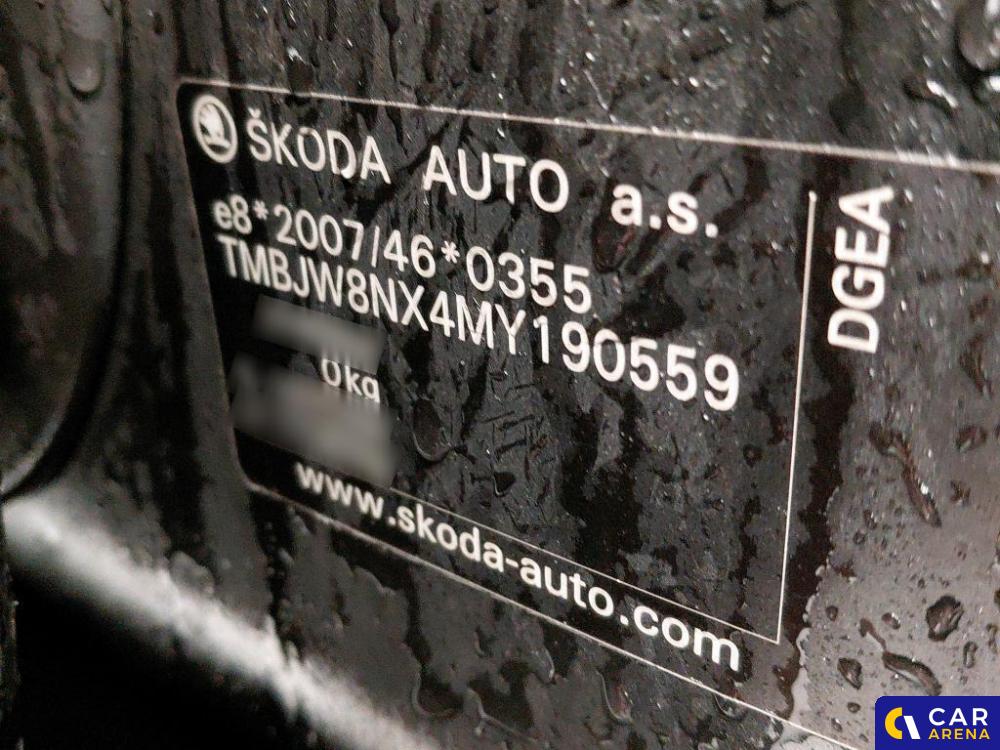 ŠKODA AUTO a.s.
e8*2007/46*0355
TMBJW8NX4MY190559
0kg
www.skoda-auto.com
DGEA
CAR
ARENA